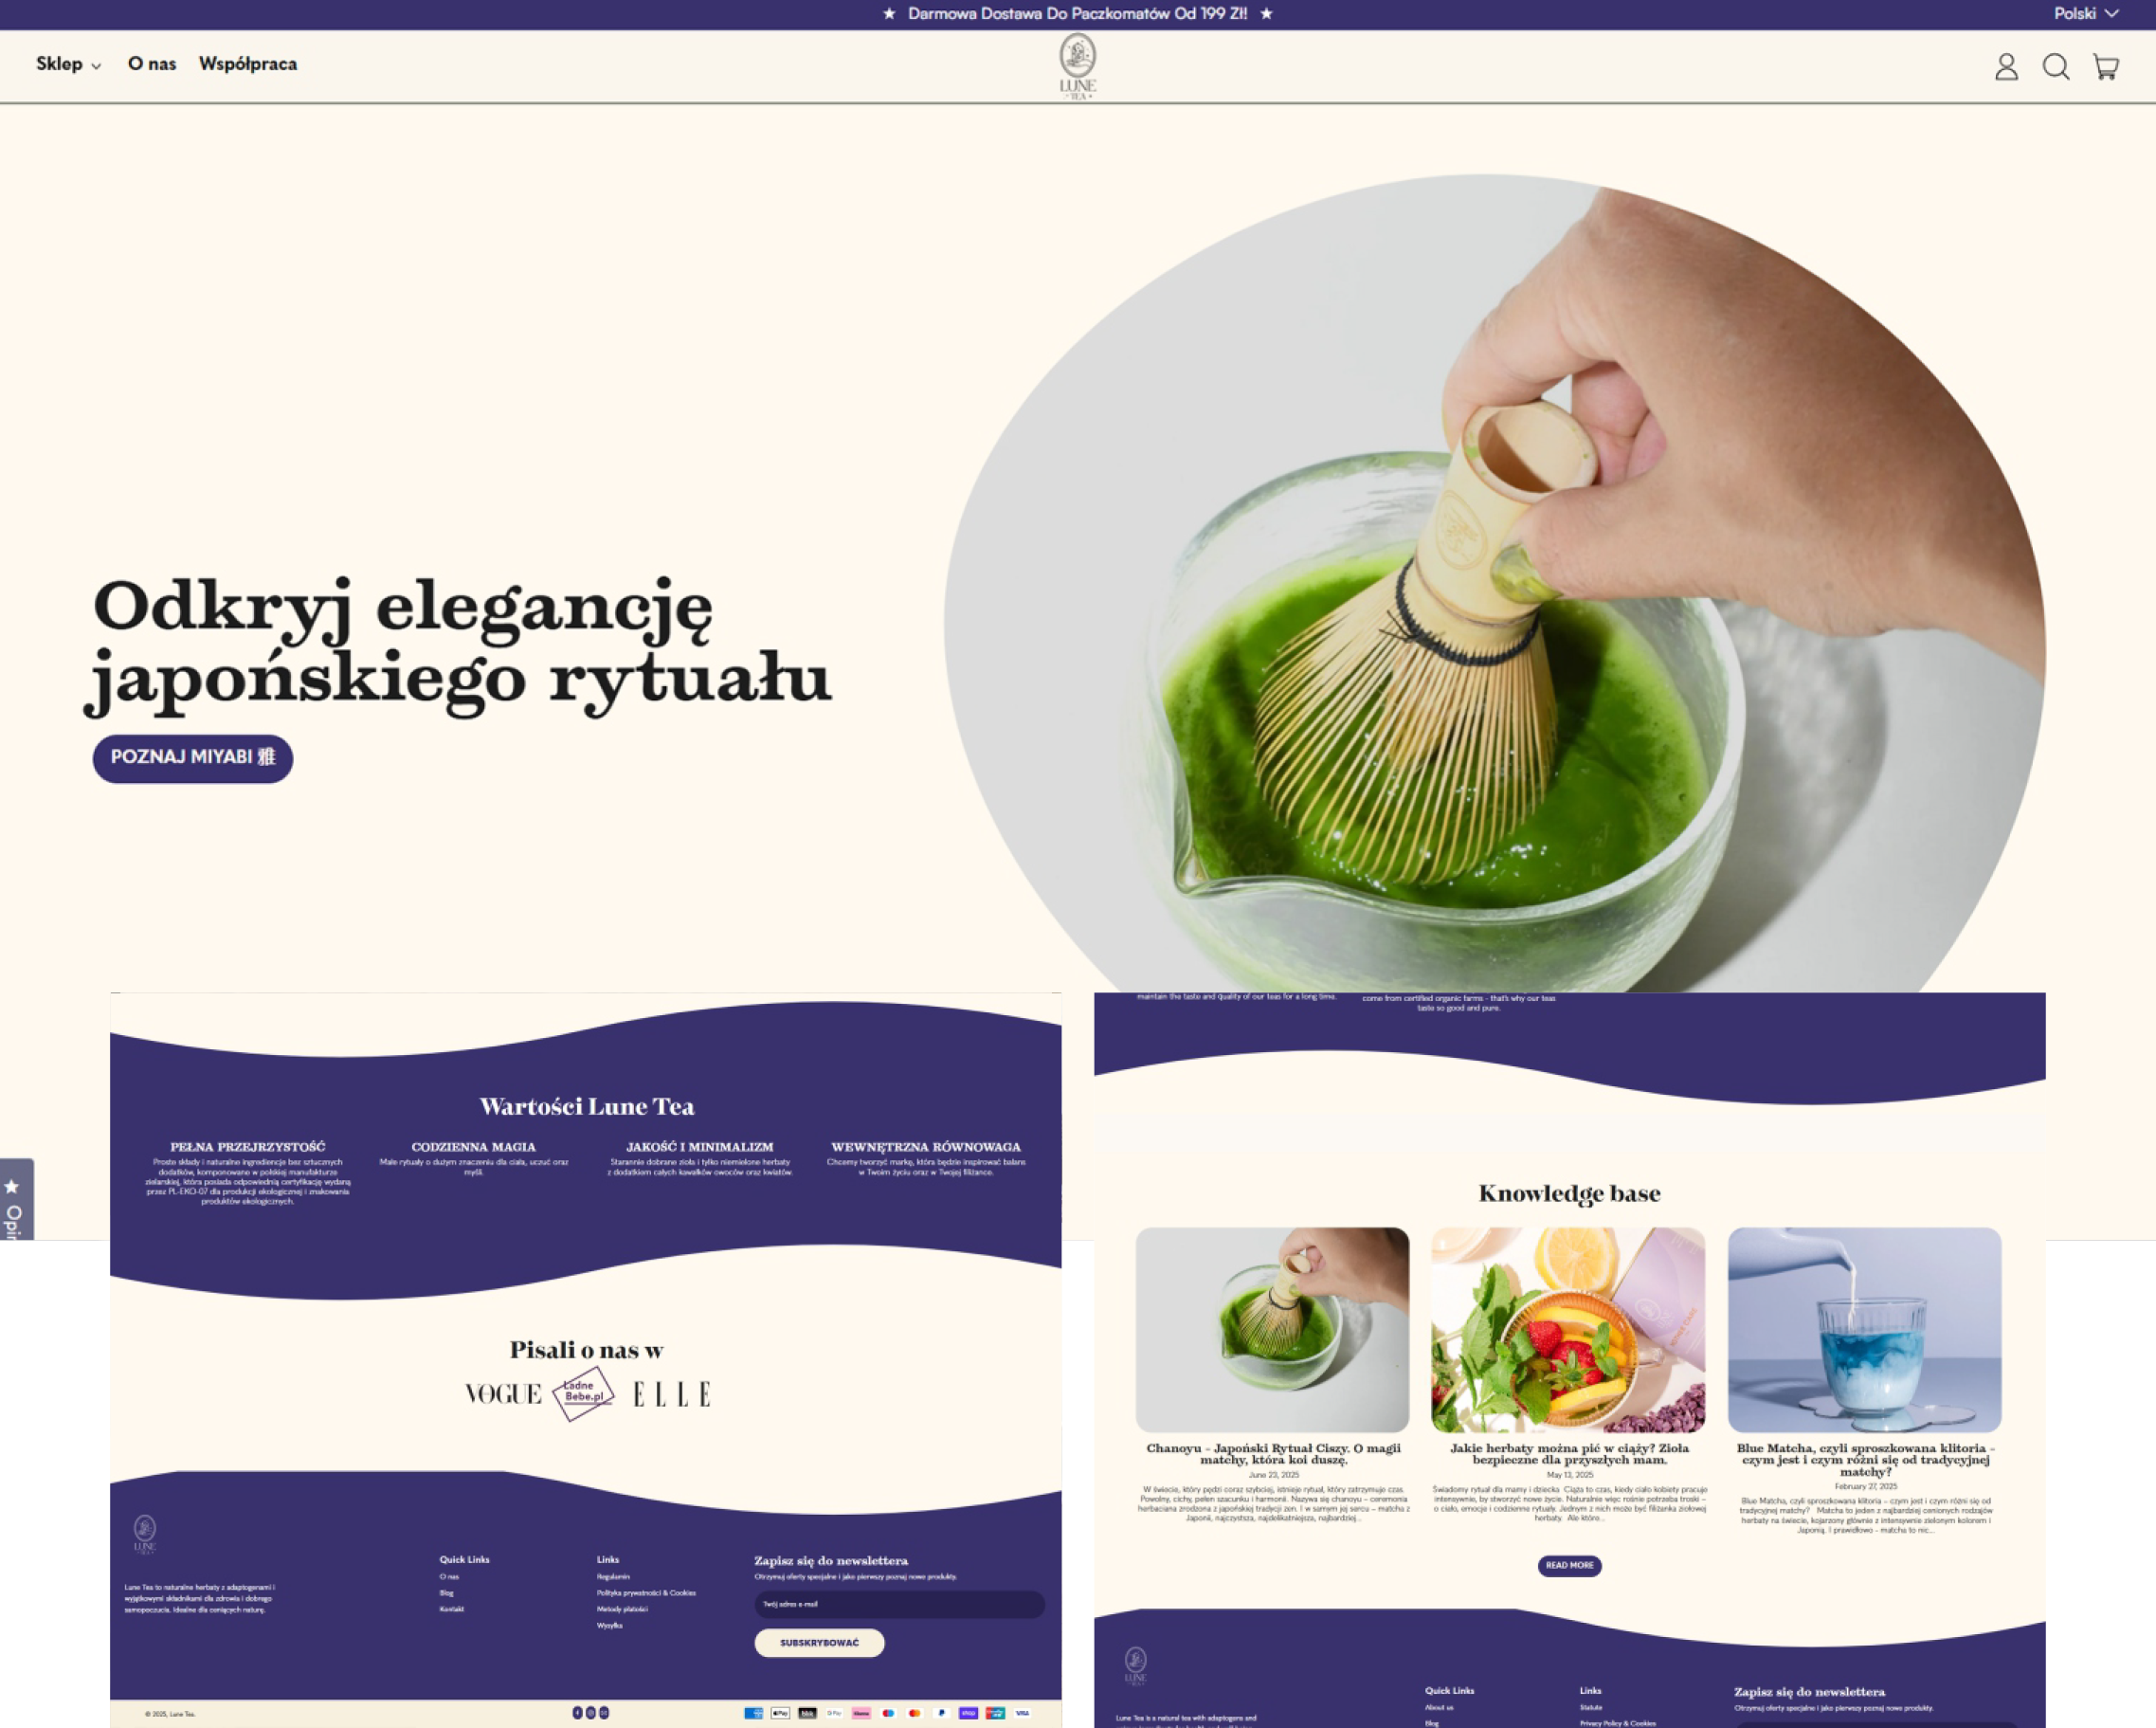 ★ Darmowa Dostawa Do Paczkomatów Od 199 Zł! ★
Polski
Sklep
O nas
Współpraca
LUNE
TEA
Odkryj elegancję
japońskiego rytuału
POZNAJ MIYABI 雅
★ Opin
Wartości Lune Tea
PEŁNA PRZEJRZYSTOŚĆ
Proste składy i naturalne ingrediencje bez sztucznych
dodatków, komponowane w polskiej manufakturze
zielarskiej, która posiada odpowiednią certyfikację wydaną
przez PL-EKO-07 dla produkcji ekologicznej i znakowania
produktów ekologicznych.
CODZIENNA MAGIA
Małe rytuały o dużym znaczeniu dla ciała, uczuć oraz
myśli.
JAKOŚĆ I MINIMALIZM
Starannie dobrane zioła i tylko niemielone herbaty
z dodatkiem całych kawałków owoców oraz kwiatów.
WEWNĘTRZNA RÓWNOWAGA
Chcemy tworzyć markę, która będzie inspirować balans
w Twoim życiu oraz w Twojej filiżance.
Pisali o nas w
VOGUE
Ładne
Bebe.pl
ELLE
LUNE
TEA
Lune Tea to naturalne herbaty z adaptogenami i
wyjątkowymi składnikami dla zdrowia i dobrego
samopoczucia. Idealne dla ceniących naturę.
Quick Links
O nas
Blog
Kontakt
Links
Regulamin
Polityka prywatności & Cookies
Metody płatości
Wysyłka
Zapisz się do newslettera
Otrzymuj oferty specjalne i jako pierwszy poznaj nowe produkty.
Twój adres e-mail
SUBSKRYBOWAĆ
© 2025, Lune Tea.
Pay
blik
G Pay
Klarna
shop
VISA
maintain the taste and quality of our teas for a long time.
come from certified organic farms - that's why our teas
taste so good and pure.
Knowledge base
Chanoyu - Japoński Rytuał Ciszy. O magii
matchy, która koi duszę.
June 23, 2025
W świecie, który pędzi coraz szybciej, istnieje rytuał, który zatrzymuje czas.
Powolny, cichy, pełen szacunku i harmonii. Nazywa się chanoyu – ceremonia
herbaciana zrodzona z japońskiej tradycji zen. I w samym jej sercu – matcha z
Japonii, najczystsza, najdelikatniejsza, najbardziej...
Jakie herbaty można pić w ciąży? Zioła
bezpieczne dla przyszłych mam.
May 13, 2025
Świadomy rytuał dla mamy i dziecka Ciąża to czas, kiedy ciało kobiety pracuje
intensywnie, by stworzyć nowe życie. Naturalnie więc rośnie potrzeba troski –
o ciało, emocje i codzienne rytuały. Jednym z nich może być filiżanka ziołowej
herbaty. Ale które...
Blue Matcha, czyli sproszkowana klitoria -
czym jest i czym różni się od tradycyjnej
matchy?
February 27, 2025
Blue Matcha, czyli sproszkowana klitoria – czym jest i czym różni się od
tradycyjnej matchy? Matcha to jeden z najbardziej cenionych rodzajów
herbaty na świecie, kojarzony głównie z intensywnie zielonym kolorem i
Japonią. I prawidłowo - matcha to nic...
READ MORE
LUNE
TEA
Lune Tea is a natural tea with adaptogens and
Quick Links
About us
Blog
Links
Statute
Privacy Policy & Cookies
Zapisz się do newslettera
Otrzymuj oferty specjalne i jako pierwszy poznaj nowe produkty.